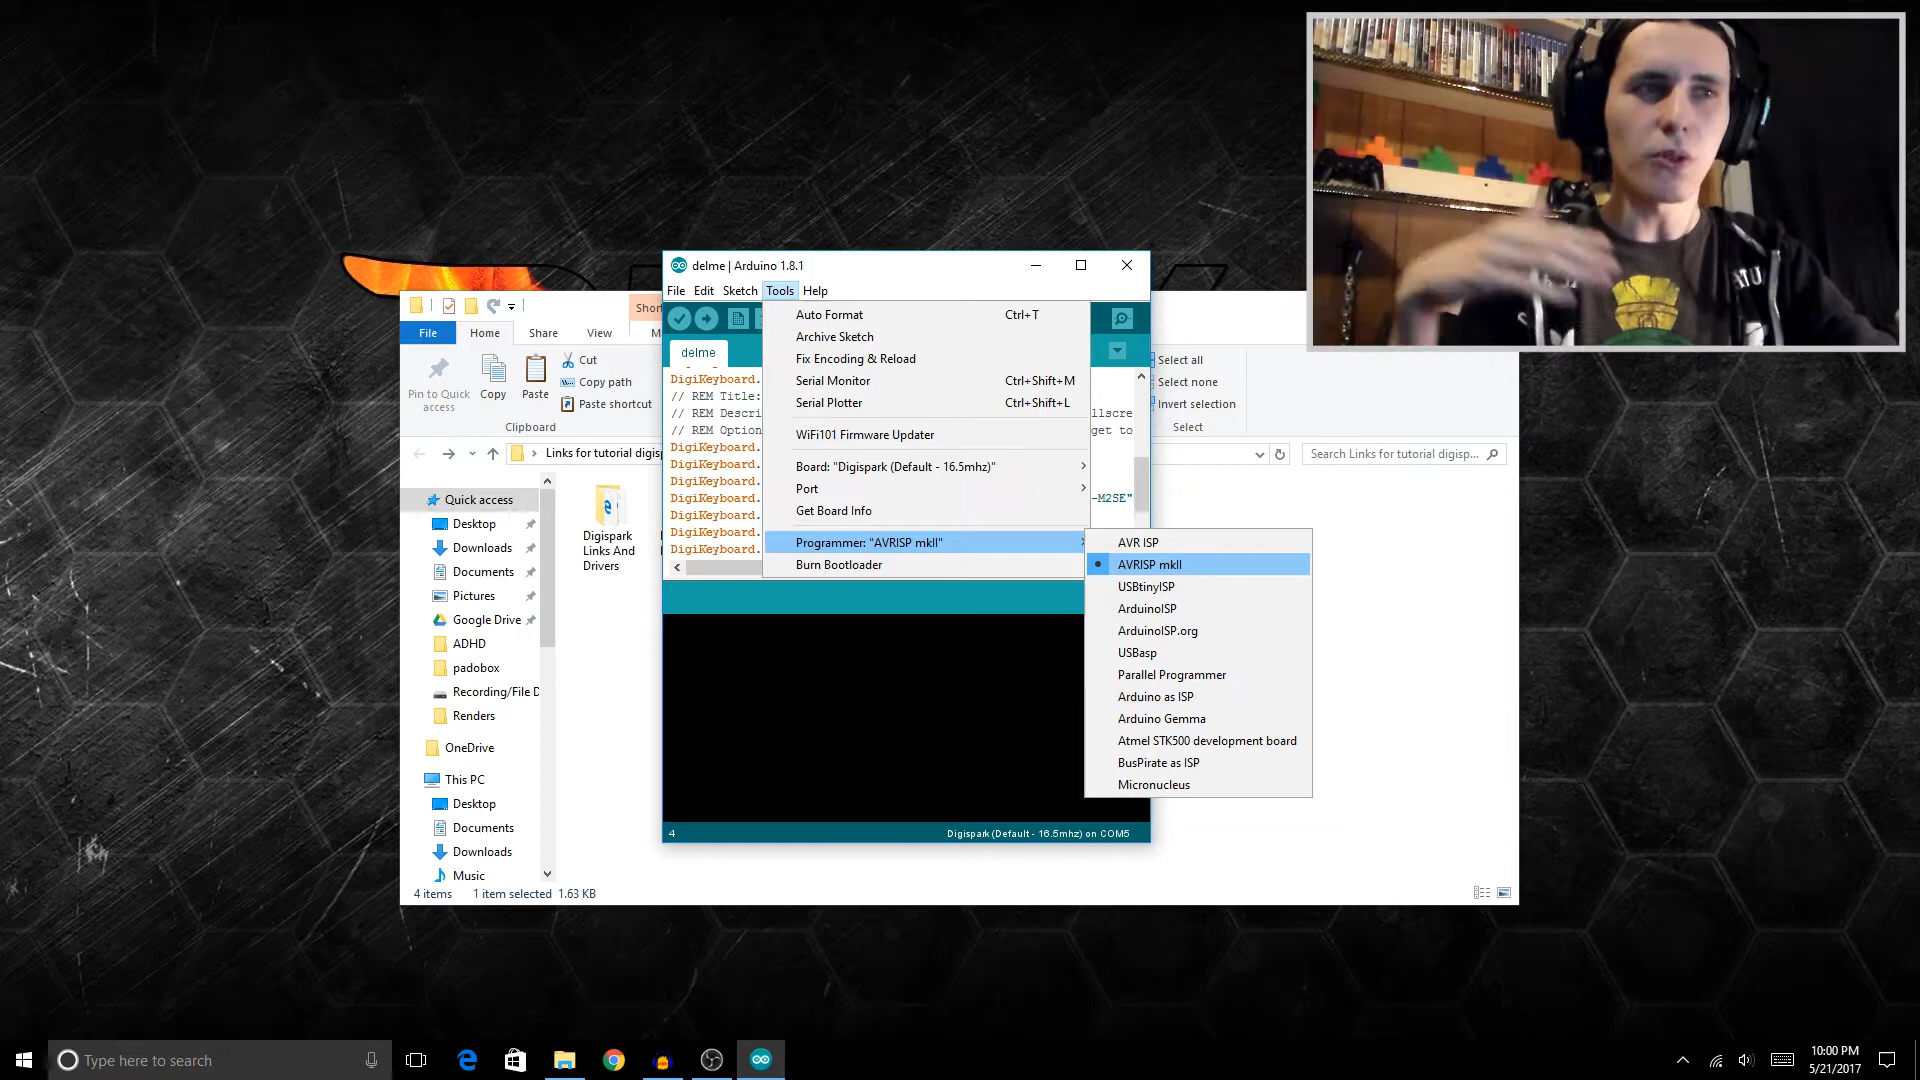 delme | Arduino 1.8.1
File Edit Sketch Tools Help
delme
DigiKeyboard.
// REM Title:
// REM Descri
llscre
// REM Option
get to
DigiKeyboard.
DigiKeyboard.
DigiKeyboard.
DigiKeyboard.
-M2SE"
DigiKeyboard.
DigiKeyboard.
DigiKeyboard.
Auto Format Ctrl+T
Archive Sketch
Fix Encoding & Reload
Serial Monitor Ctrl+Shift+M
Serial Plotter Ctrl+Shift+L
WiFi101 Firmware Updater
Board: "Digispark (Default - 16.5mhz)"
Port
Get Board Info
Programmer: "AVRISP mkII"
Burn Bootloader
AVR ISP
AVRISP mkII
USBtinyISP
ArduinoISP
ArduinoISP.org
USBasp
Parallel Programmer
Arduino as ISP
Arduino Gemma
Atmel STK500 development board
BusPirate as ISP
Micronucleus
4 Digispark (Default - 16.5mhz) on COM5
Short
File Home Share View M
Pin to Quick access
Copy
Paste
Cut
Copy path
Paste shortcut
Clipboard
Select all
Select none
Invert selection
Select
Links for tutorial digisp
Search Links for tutorial digisp...
Quick access
Desktop
Downloads
Documents
Pictures
Google Drive
ADHD
padobox
Recording/File D
Renders
OneDrive
This PC
Desktop
Documents
Downloads
Music
Digispark
Links And
Drivers
4 items 1 item selected 1.63 KB
Type here to search
10:00 PM
5/21/2017